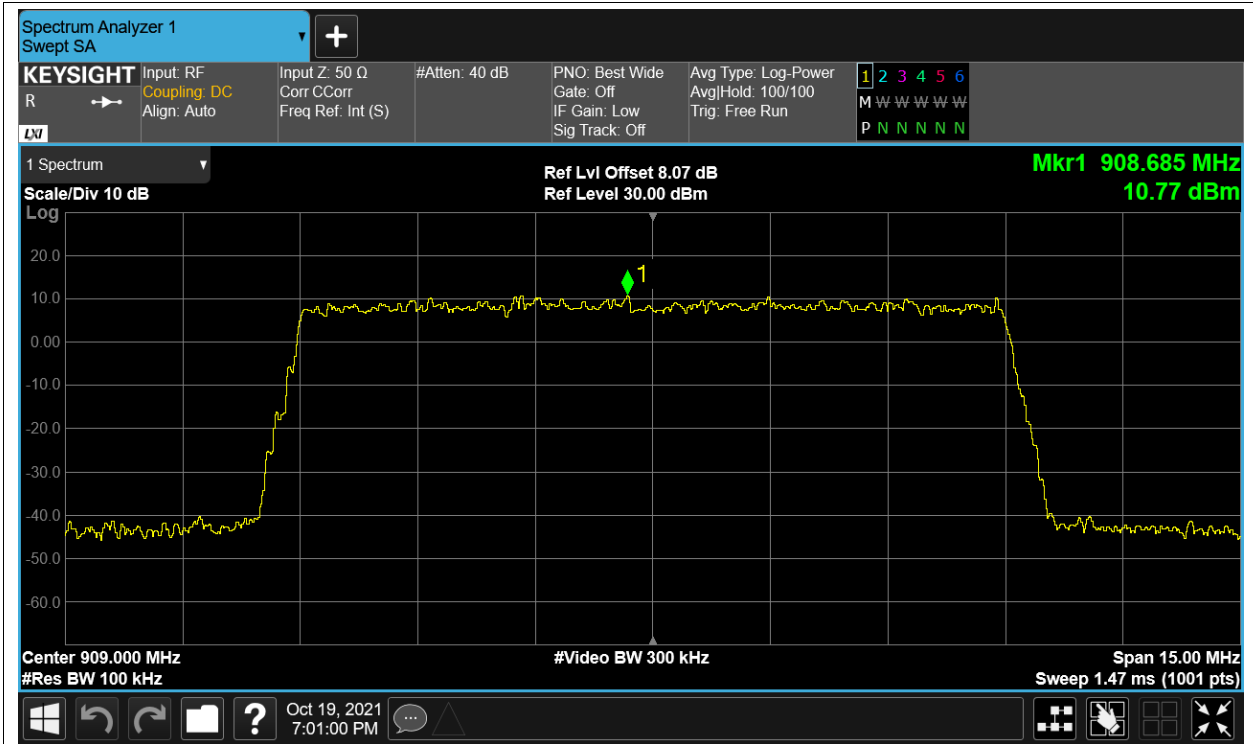 Spectrum Analyzer 1
Swept SA
KEYSIGHT
R
LXI
Input: RF
Coupling: DC
Align: Auto
Input Z: 50 Ω
Corr CCorr
Freq Ref: Int (S)
#Atten: 40 dB
PNO: Best Wide
Gate: Off
IF Gain: Low
Sig Track: Off
Avg Type: Log-Power
Avg|Hold: 100/100
Trig: Free Run
1 2 3 4 5 6
M W W W W W
P N N N N N
1 Spectrum
Scale/Div 10 dB
Log
Ref Lvl Offset 8.07 dB
Ref Level 30.00 dBm
Mkr1 908.685 MHz
10.77 dBm
1
20.0
10.0
0.00
-10.0
-20.0
-30.0
-40.0
-50.0
-60.0
Center 909.000 MHz
#Res BW 100 kHz
#Video BW 300 kHz
Span 15.00 MHz
Sweep 1.47 ms (1001 pts)
?
Oct 19, 2021
7:01:00 PM